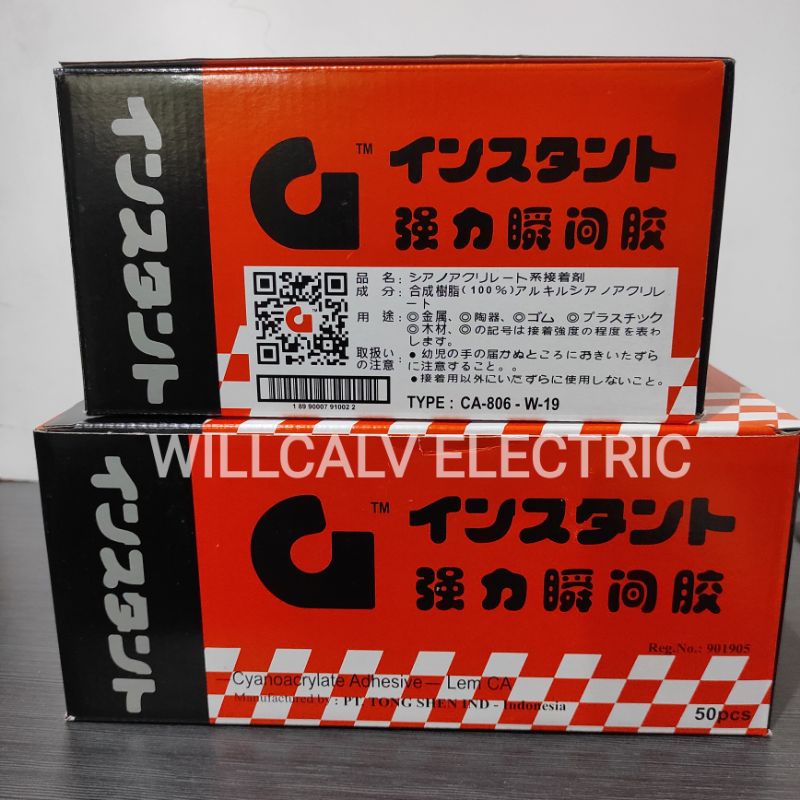 インスタント
TM
インスタント
强力瞬间胶
品名：シアノアクリレート系接着剤
成分：合成樹脂(100%)アルキルシアノアクリレート
用途：◎金属、◎陶器、◎ゴム ◎プラスチック
◎木材、◎の記号は接着強度の程度を表わ
します。
取扱い
の注意：
● 幼児の手の届かぬところにおきいたずら
に注意すること。。
● 接着用以外にいたずらに使用しないこと。
1 89 90007 91002 2
TYPE : CA-806 - W-19
WILLCALV ELECTRIC
インスタント
TM
インスタント
强力瞬间胶
Reg.No.: 901905
Cyanoacrylate Adhesive — Lem CA
Manufactured by : PT. TONG SHEN IND - Indonesia
50pcs